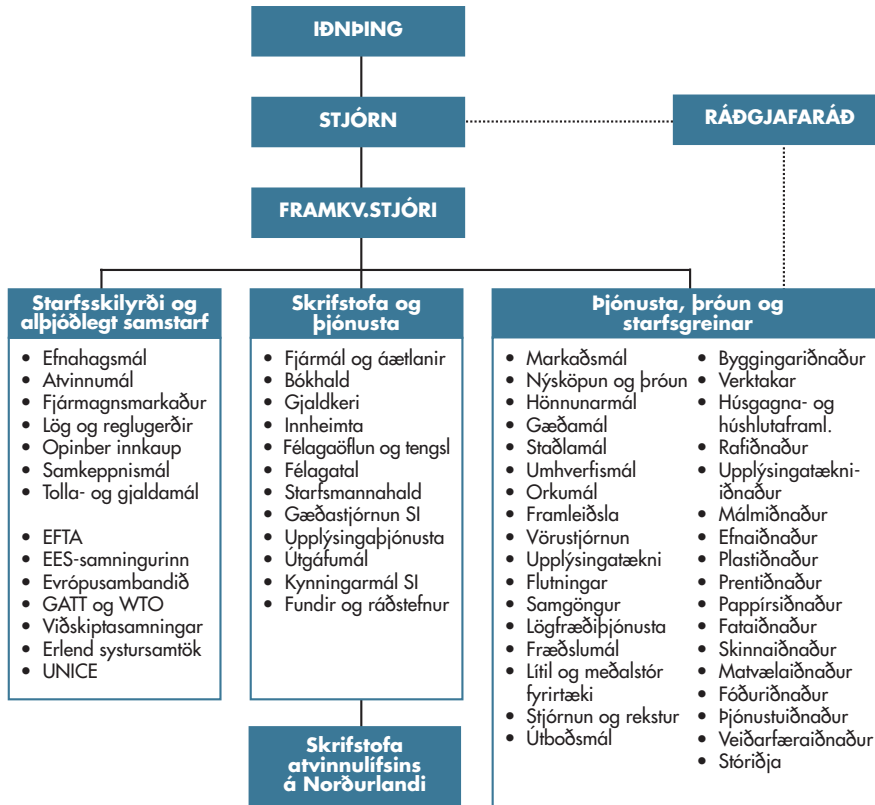 IÐNÞING
STJÓRN
RÁÐGJAFARÁÐ
FRAMKV.STJÓRI
Starfsskilyrði og
alþjóðlegt samstarf
• Efnahagsmál
• Atvinnumál
• Fjármagnsmarkaður
• Lög og reglugerðir
• Opinber innkaup
• Samkeppnismál
• Tolla- og gjaldamál
• EFTA
• EES-samningurinn
• Evrópusambandið
• GATT og WTO
• Viðskiptasamningar
• Erlend systursamtök
• UNICE
Skrifstofa og
þjónusta
• Fjármál og áætlanir
• Bókhald
• Gjaldkeri
• Innheimta
• Félagaöflun og tengsl
• Félagatal
• Starfsmannahald
• Gæðastjórnun SI
• Upplýsingaþjónusta
• Útgáfumál
• Kynningarmál SI
• Fundir og ráðstefnur
Skrifstofa
atvinnulífsins
á Norðurlandi
Þjónusta, þróun og
starfsgreinar
• Markaðsmál
• Nýsköpun og þróun
• Hönnunarmál
• Gæðamál
• Staðlamál
• Umhverfismál
• Orkumál
• Framleiðsla
• Vörustjórnun
• Upplýsingatækni
• Flutningar
• Samgöngur
• Lögfræðiþjónusta
• Fræðslumál
• Lítil og meðalstór
fyrirtæki
• Stjórnun og rekstur
• Útboðsmál
• Byggingariðnaður
• Verktakar
• Húsgagna- og
húshlutaframl.
• Rafiðnaður
• Upplýsingatækni-
iðnaður
• Málmiðnaður
• Efnaiðnaður
• Plastiðnaður
• Prentiðnaður
• Pappírsiðnaður
• Fataiðnaður
• Skinnaiðnaður
• Matvælaiðnaður
• Fóðuriðnaður
• Þjónustuiðnaður
• Veiðarfæraiðnaður
• Stóriðja